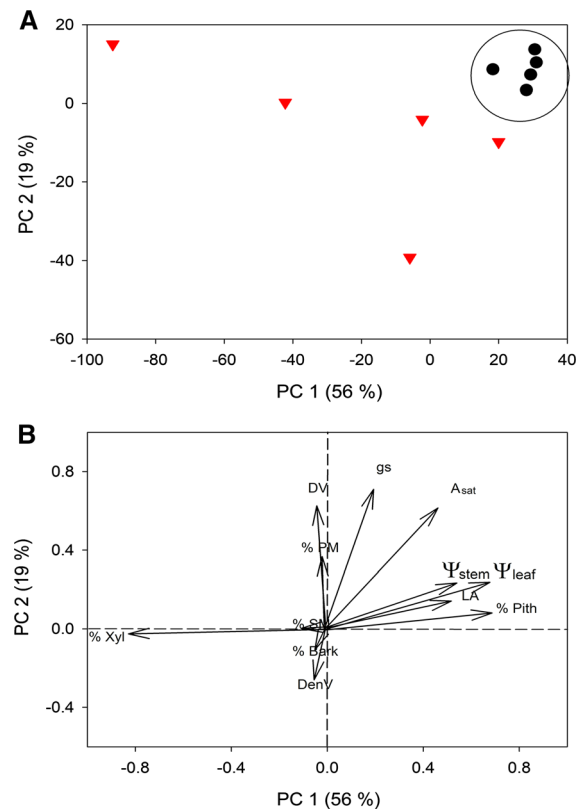 A
20
0
-20
-40
-60
PC 2 (19 %)
-100 -80 -60 -40 -20 0 20 40
PC 1 (56 %)
B
0.8
0.4
0.0
-0.4
PC 2 (19 %)
gs
DV
Asat
% PM
Ψstem Ψleaf
LA
% Pith
% Xyl
% Bark
DenV
-0.8 -0.4 0.0 0.4 0.8
PC 1 (56 %)